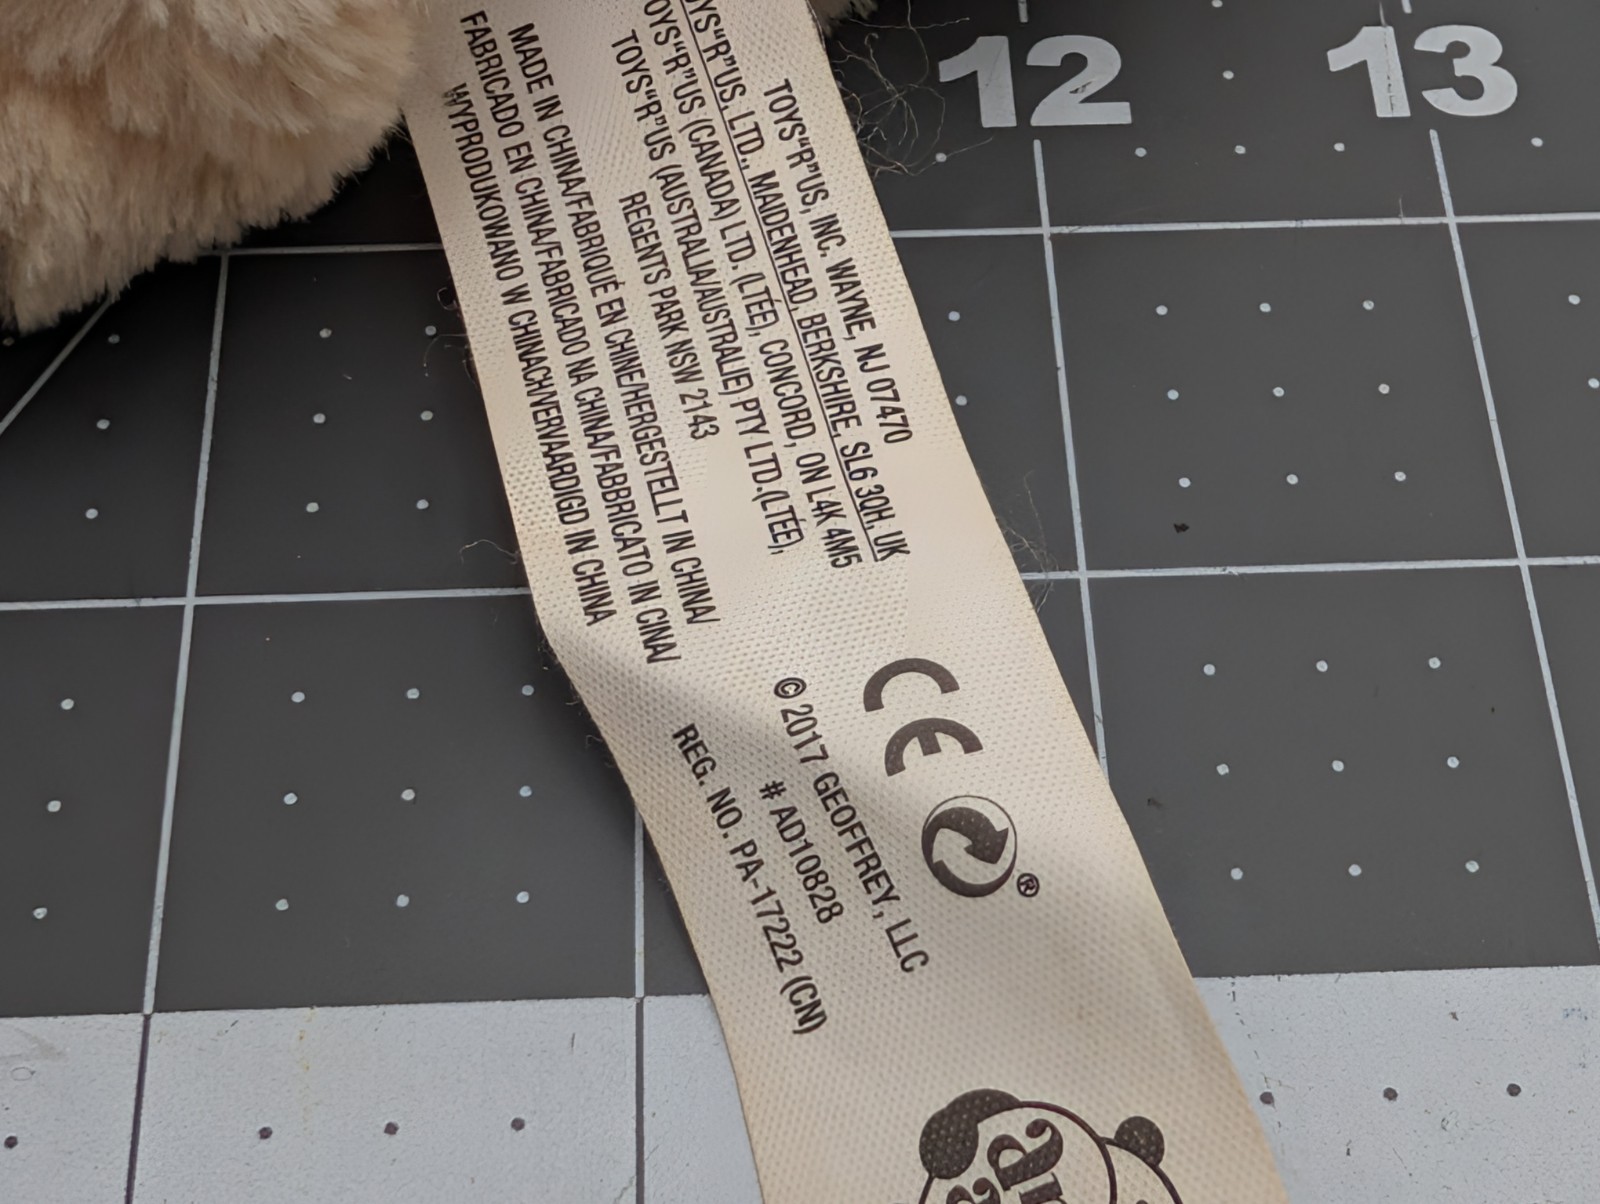 12
13
TOYS“R”US, INC. WAYNE, NJ 07470
“R”US. LTD., MAIDENHEAD, BERKSHIRE, SL6 3QH, UK
TOYS“R”US (CANADA) LTD. (LTÉE), CONCORD, ON L4K 4M5
TOYS“R”US (AUSTRALIA/AUSTRALIE) PTY LTD.(LTÉE),
REGENTS PARK NSW 2143
MADE IN CHINA/FABRIQUÉ EN CHINE/HERGESTELLT IN CHINA/
FABRICADO EN CHINA/FABRICADO NA CHINA/FABBRICATO IN CINA/
WYPRODUKOWANO W CHINACH/VERVAARDIGD IN CHINA
CE
®
© 2017 GEOFFREY, LLC
# AD10828
REG. NO. PA-17222 (CN)